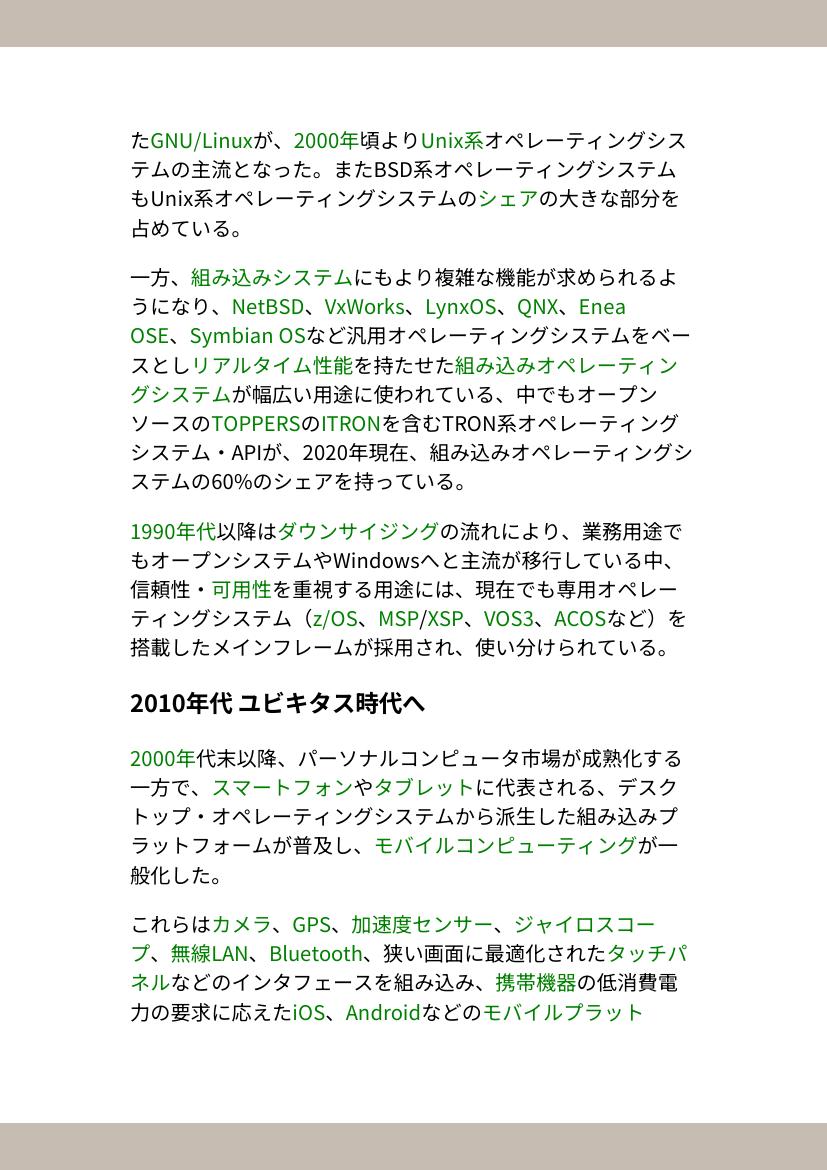 たGNU/Linuxが、2000年頃よりUnix系オペレーティングシス
テムの主流となった。またBSD系オペレーティングシステム
もUnix系オペレーティングシステムのシェアの大きな部分を
占めている。
一方、組み込みシステムにもより複雑な機能が求められるよ
うになり、NetBSD、VxWorks、LynxOS、QNX、Enea
OSE、Symbian OSなど汎用オペレーティングシステムをベー
スとしリアルタイム性能を持たせた組み込みオペレーティン
グシステムが幅広い用途に使われている、中でもオープン
ソースのTOPPERSのITRONを含むTRON系オペレーティング
システム・APIが、2020年現在、組み込みオペレーティングシ
ステムの60%のシェアを持っている。
1990年代以降はダウンサイジングの流れにより、業務用途で
もオープンシステムやWindowsへと主流が移行している中、
信頼性・可用性を重視する用途には、現在でも専用オペレー
ティングシステム（z/OS、MSP/XSP、VOS3、ACOSなど）を
搭載したメインフレームが採用され、使い分けられている。
2010年代 ユビキタス時代へ
2000年代末以降、パーソナルコンピュータ市場が成熟化する
一方で、スマートフォンやタブレットに代表される、デスク
トップ・オペレーティングシステムから派生した組み込みプ
ラットフォームが普及し、モバイルコンピューティングが一
般化した。
これらはカメラ、GPS、加速度センサー、ジャイロスコー
プ、無線LAN、Bluetooth、狭い画面に最適化されたタッチパ
ネルなどのインタフェースを組み込み、携帯機器の低消費電
力の要求に応えたiOS、Androidなどのモバイルプラット